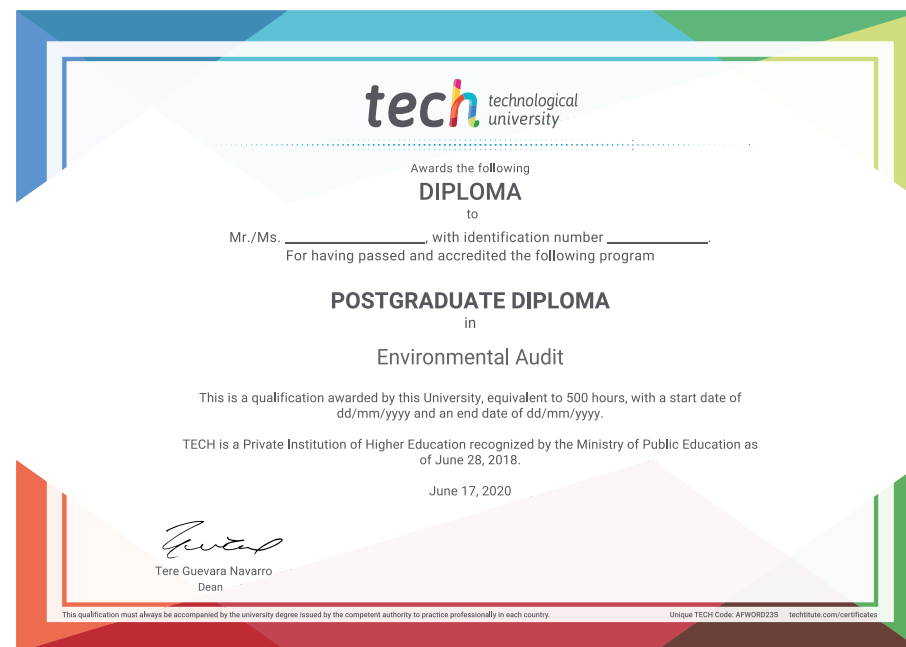 tech technological
university
Awards the following
DIPLOMA
to
Mr./Ms. ____________________, with identification number ______________.
For having passed and accredited the following program
POSTGRADUATE DIPLOMA
in
Environmental Audit
This is a qualification awarded by this University, equivalent to 500 hours, with a start date of
dd/mm/yyyy and an end date of dd/mm/yyyy.
TECH is a Private Institution of Higher Education recognized by the Ministry of Public Education as
of June 28, 2018.
June 17, 2020
Tere Guevara Navarro
Dean
This qualification must always be accompanied by the university degree issued by the competent authority to practice professionally in each country. Unique TECH Code: AFWORD23S techtitute.com/certificates